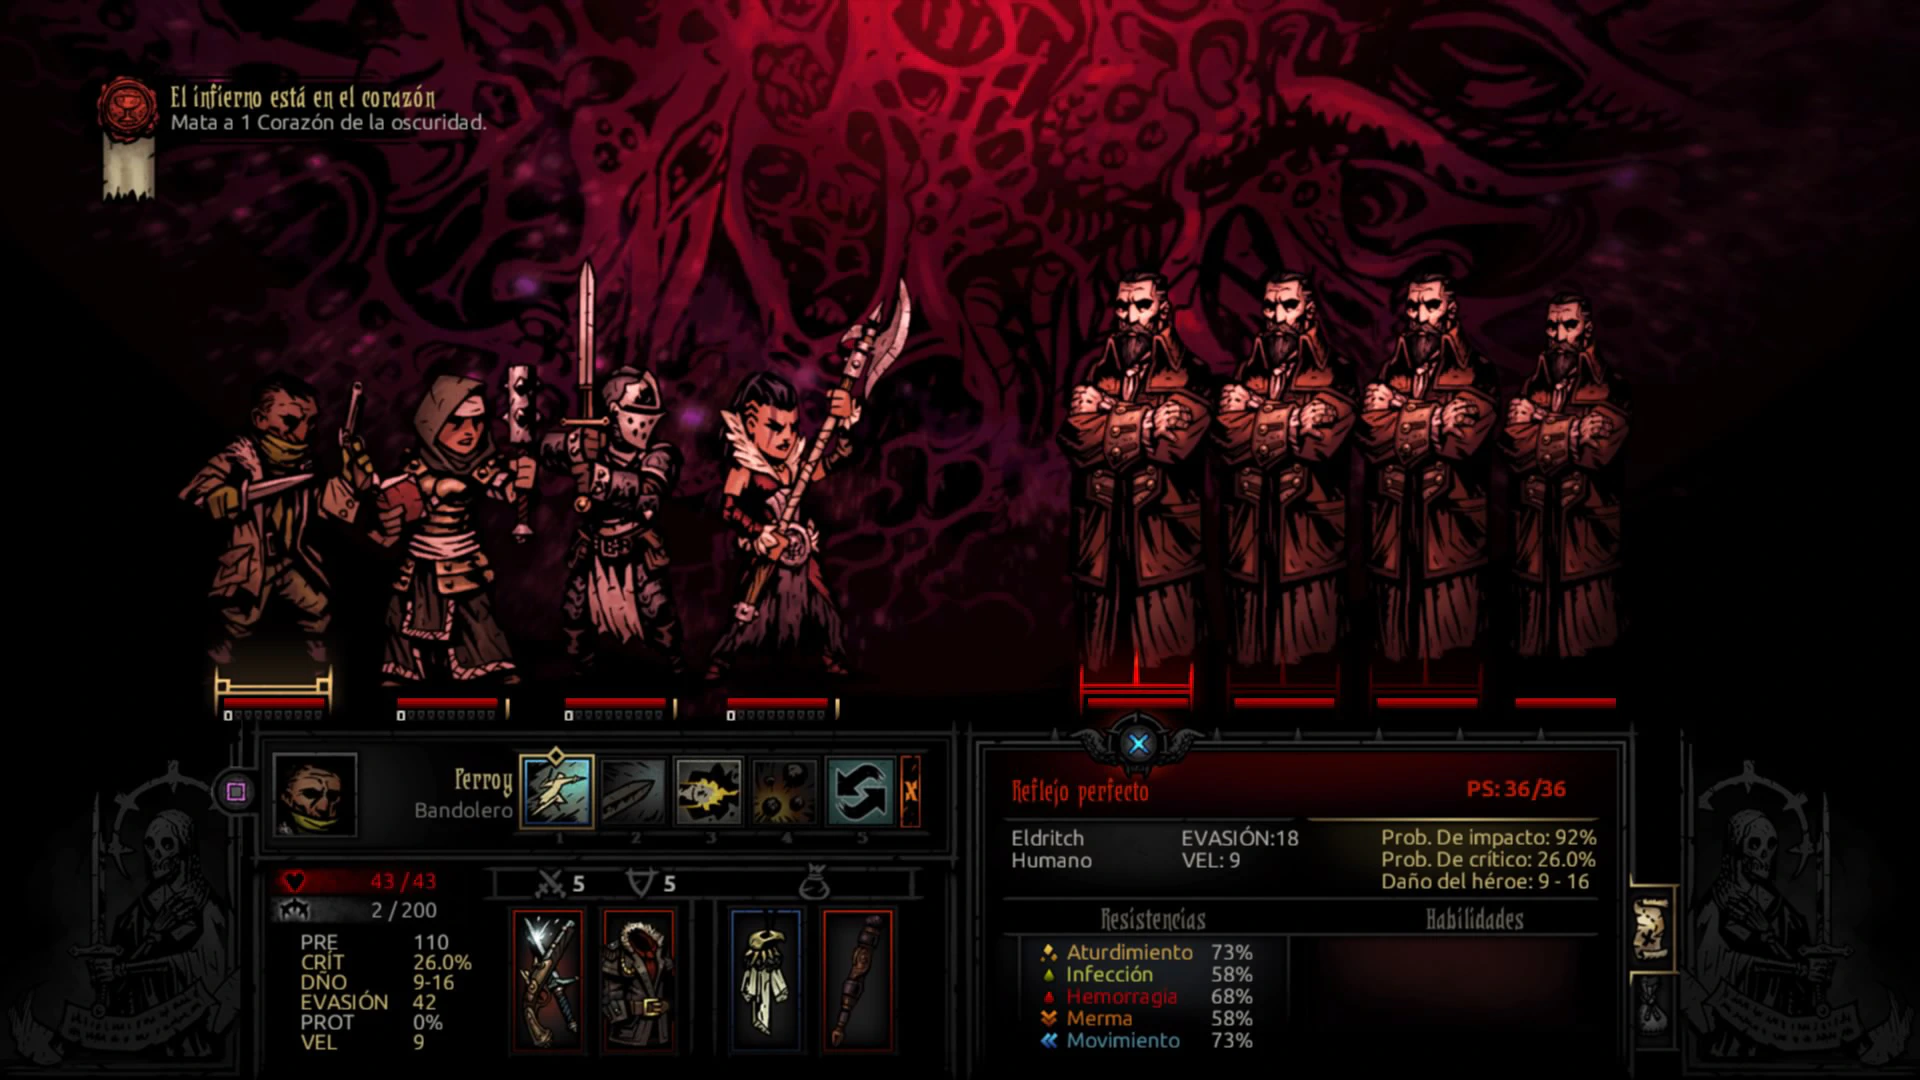 El infierno está en el corazón
Mata a 1 Corazón de la oscuridad.
Perroy
Bandolero
1 2 3 4 5
43/43
2/200
PRE 110
CRÍT 26.0%
DÑO 9-16
EVASIÓN 42
PROT 0%
VEL 9
5 5
Reflejo perfecto
PS: 36/36
Eldritch
Humano
EVASIÓN:18
VEL: 9
Prob. De impacto: 92%
Prob. De crítico: 26.0%
Daño del héroe: 9 - 16
Resistencias
Habilidades
Aturdimiento 73%
Infección 58%
Hemorragia 68%
Merma 58%
Movimiento 73%